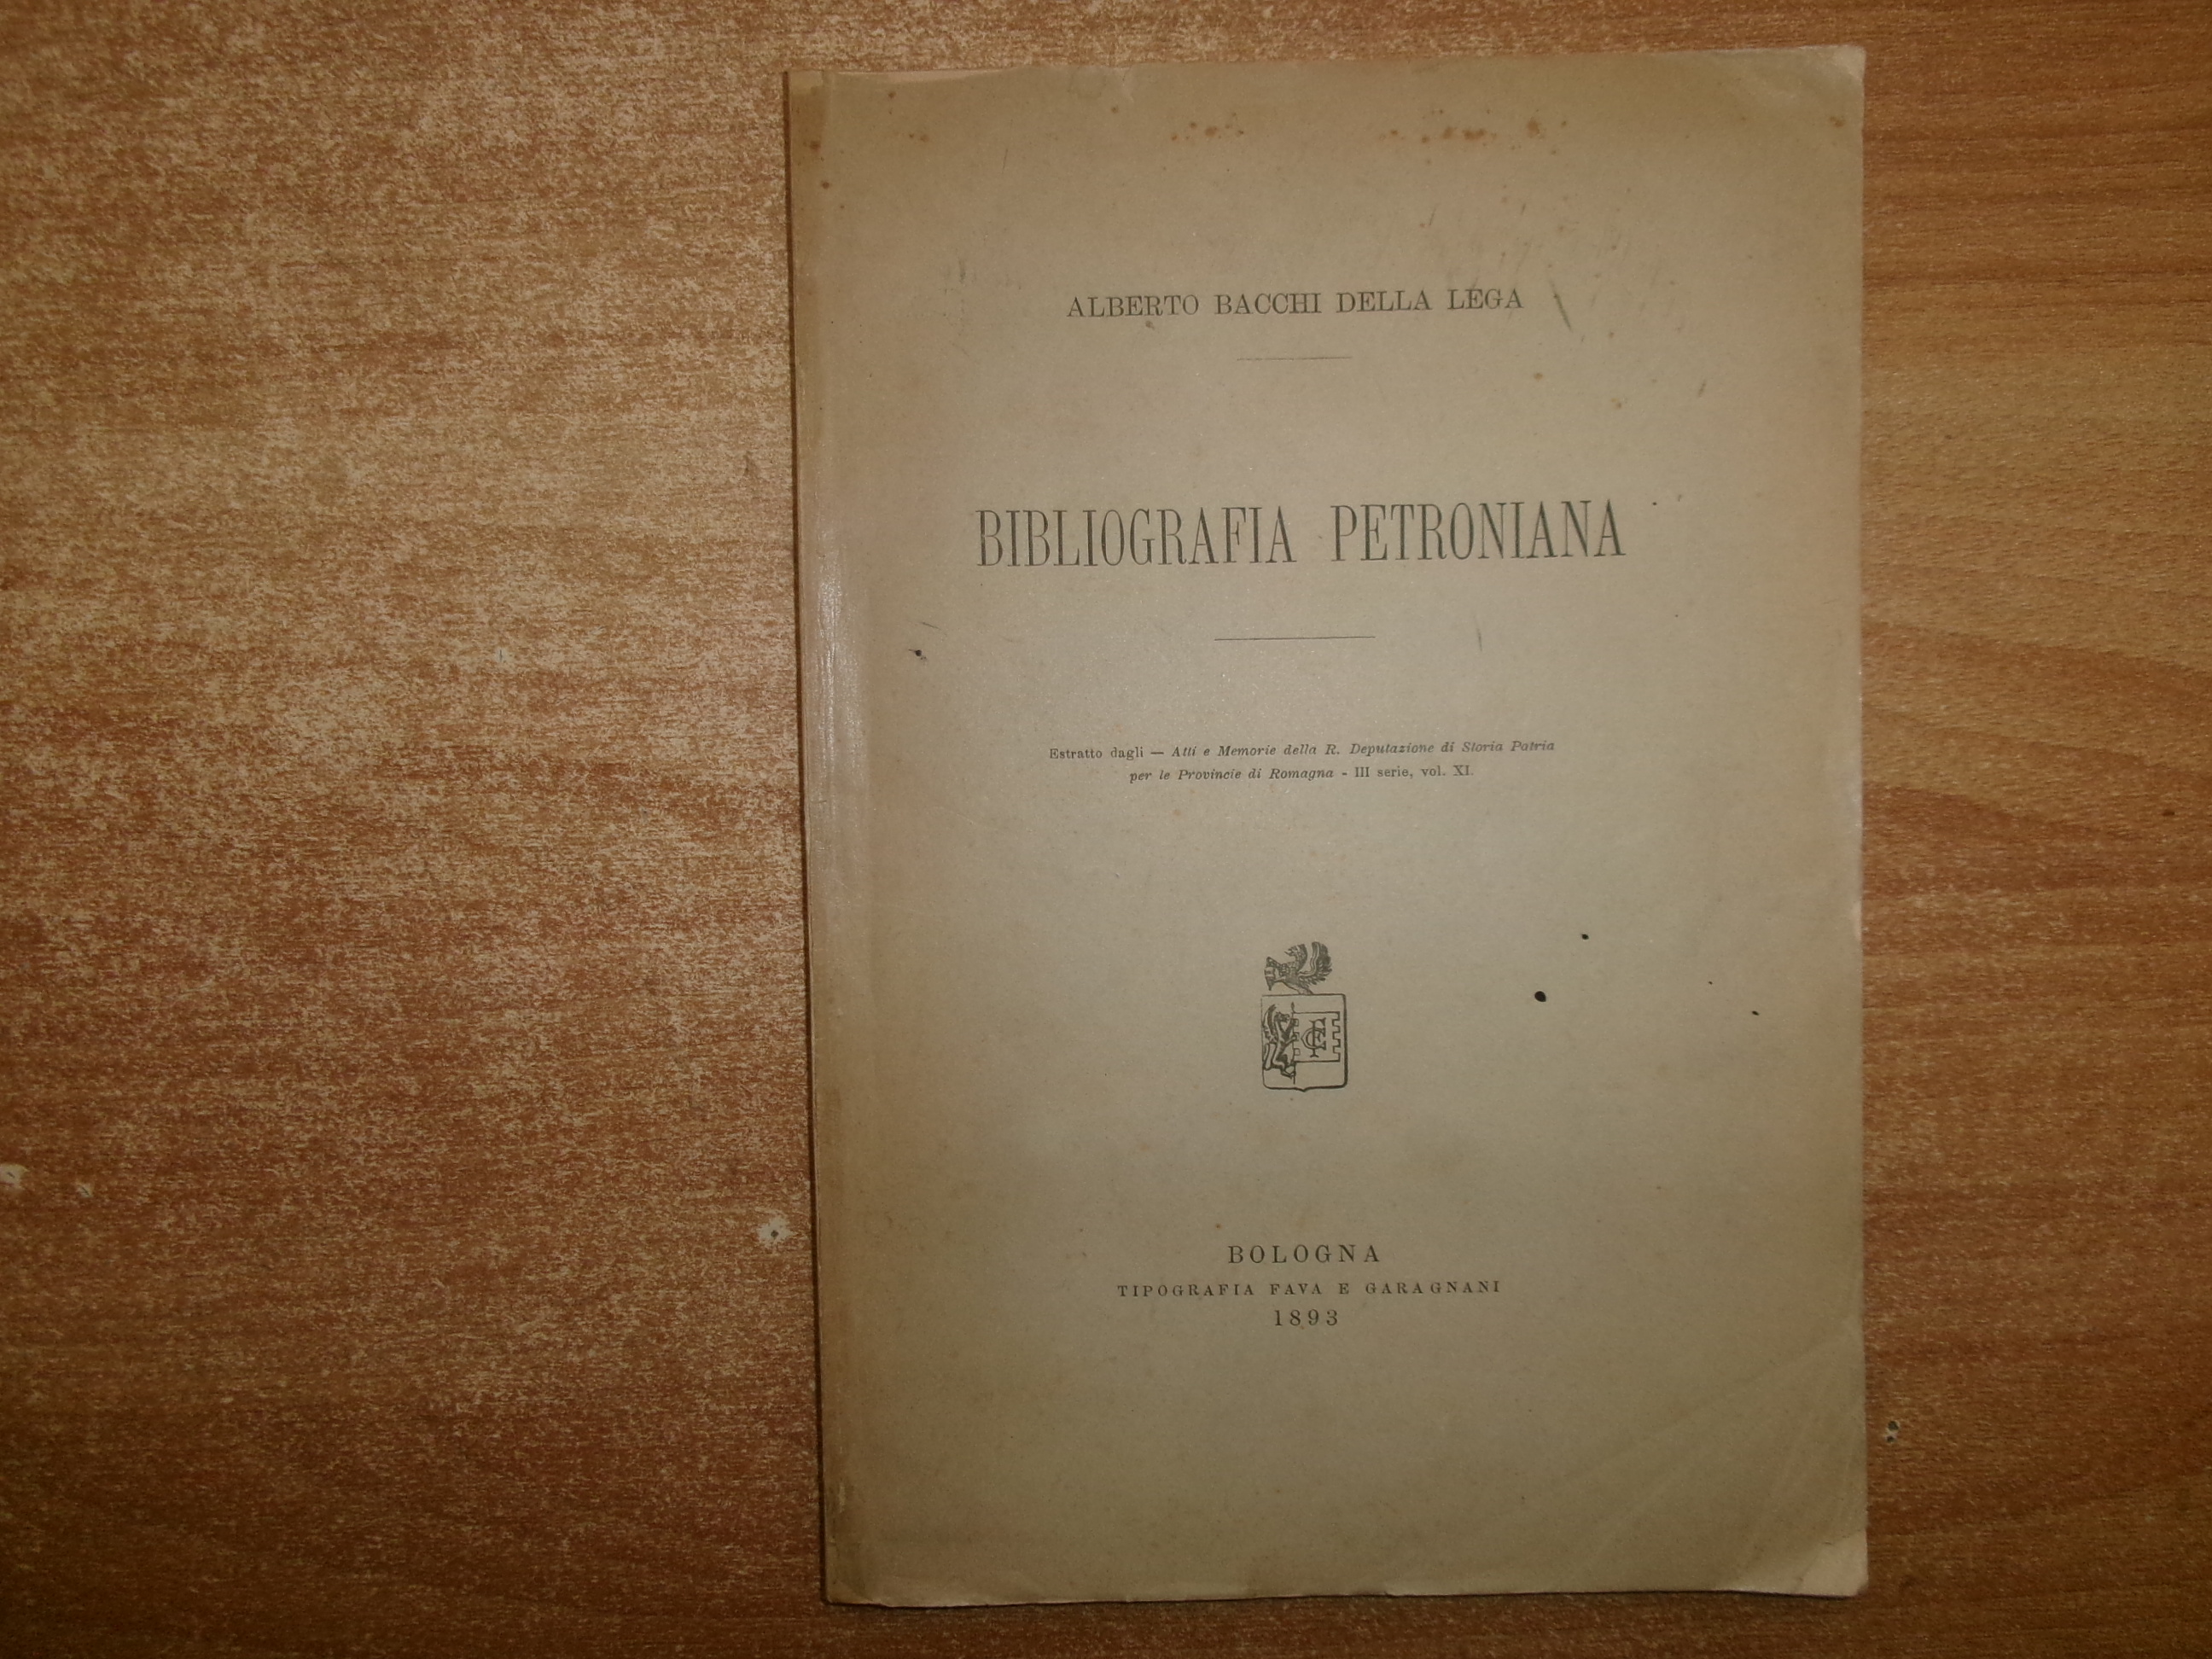 ALBERTO BACCHI DELLA LEGA
BIBLIOGRAFIA PETRONIANA
Estratto dagli — Atti e Memorie della R. Deputazione di Storia Patria
per le Provincie di Romagna - III serie, vol. XI.
BOLOGNA
TIPOGRAFIA FAVA E GARAGNANI
1893